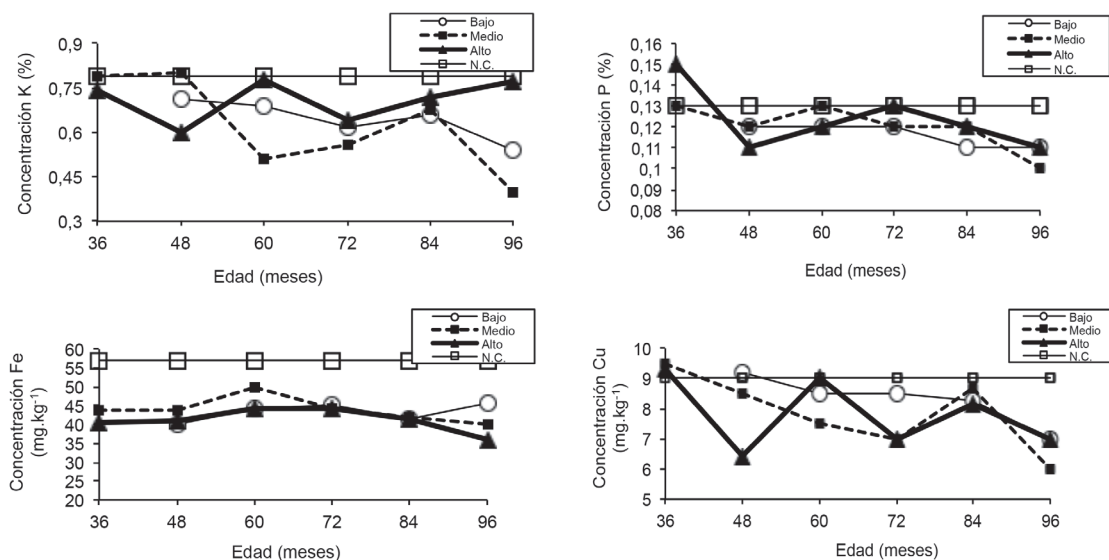 Concentración K (%)
0,9
0,75
0,6
0,45
0,3
36 48 60 72 84 96
Edad (meses)
Bajo
Medio
Alto
N.C.
Concentración P (%)
0,16
0,15
0,14
0,13
0,12
0,11
0,1
0,09
0,08
36 48 60 72 84 96
Edad (meses)
Bajo
Medio
Alto
N.C.
Concentración Fe
(mg.kg-1)
60
55
50
45
40
35
30
25
20
36 48 60 72 84 96
Edad (meses)
Bajo
Medio
Alto
N.C.
Concentración Cu
(mg.kg-1)
10
9
8
7
6
5
36 48 60 72 84 96
Edad (meses)
Bajo
Medio
Alto
N.C.